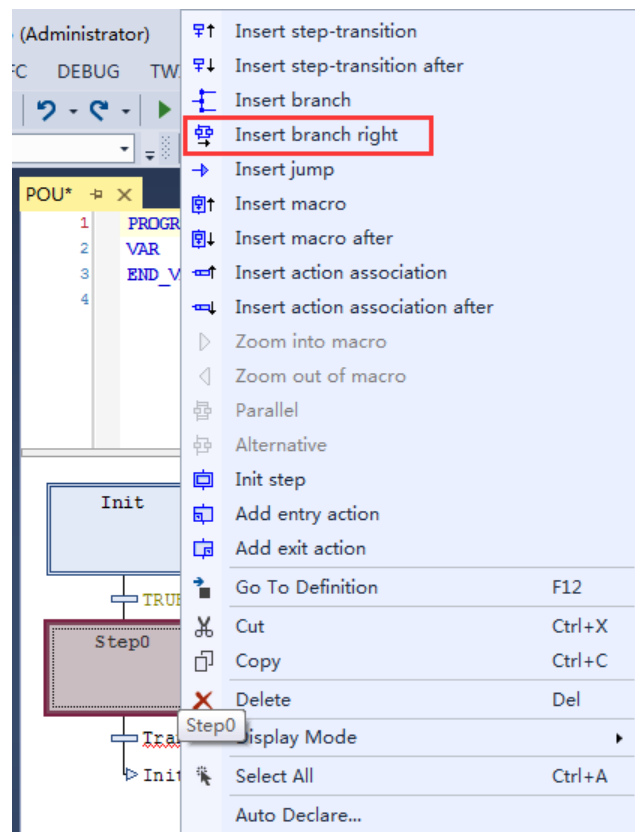 (Administrator)
FC DEBUG TW
POU*
1 PROGR
2 VAR
3 END_V
4
Init
TRUE
Step0
Tra
Init
Insert step-transition
Insert step-transition after
Insert branch
Insert branch right
Insert jump
Insert macro
Insert macro after
Insert action association
Insert action association after
Zoom into macro
Zoom out of macro
Parallel
Alternative
Init step
Add entry action
Add exit action
Go To Definition F12
Cut Ctrl+X
Copy Ctrl+C
Delete Del
Step0
Display Mode
Select All Ctrl+A
Auto Declare...